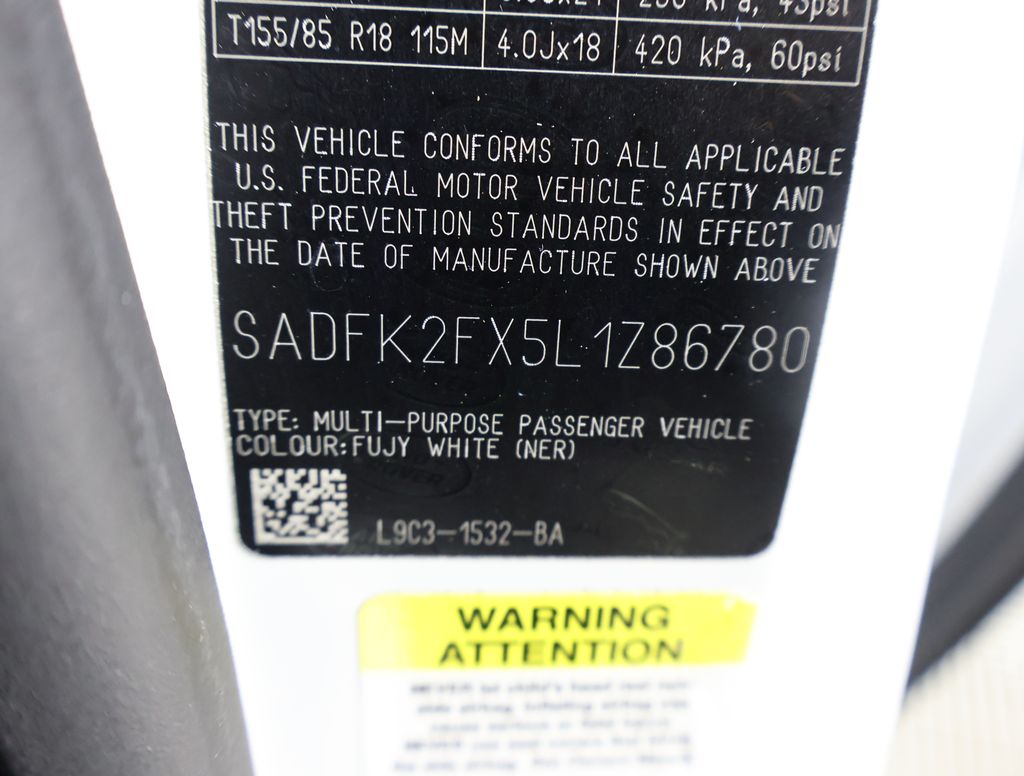 T155/85 R18 115M 4.0Jx18 420 kPa, 60psi
THIS VEHICLE CONFORMS TO ALL APPLICABLE
U.S. FEDERAL MOTOR VEHICLE SAFETY AND
THEFT PREVENTION STANDARDS IN EFFECT ON
THE DATE OF MANUFACTURE SHOWN ABOVE
SADFK2FX5L1Z86780
TYPE: MULTI-PURPOSE PASSENGER VEHICLE
COLOUR:FUJY WHITE (NER)
L9C3-1532-BA
WARNING
ATTENTION